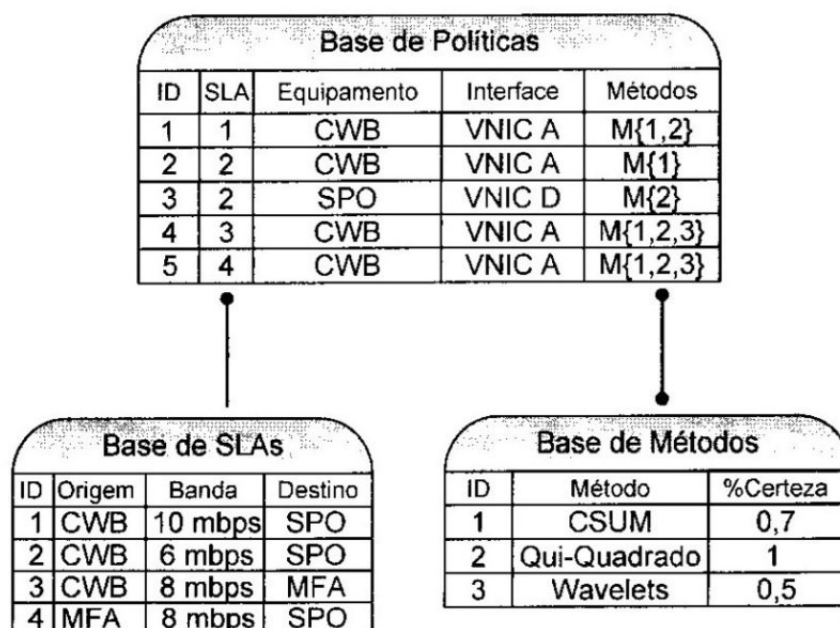 Base de Políticas
ID SLA Equipamento Interface Métodos
1 1 CWB VNIC A M{1,2}
2 2 CWB VNIC A M{1}
3 2 SPO VNIC D M{2}
4 3 CWB VNIC A M{1,2,3}
5 4 CWB VNIC A M{1,2,3}
Base de SLAs
ID Origem Banda Destino
1 CWB 10 mbps SPO
2 CWB 6 mbps SPO
3 CWB 8 mbps MFA
4 MFA 8 mbps SPO
Base de Métodos
ID Método %Certeza
1 CSUM 0,7
2 Qui-Quadrado 1
3 Wavelets 0,5